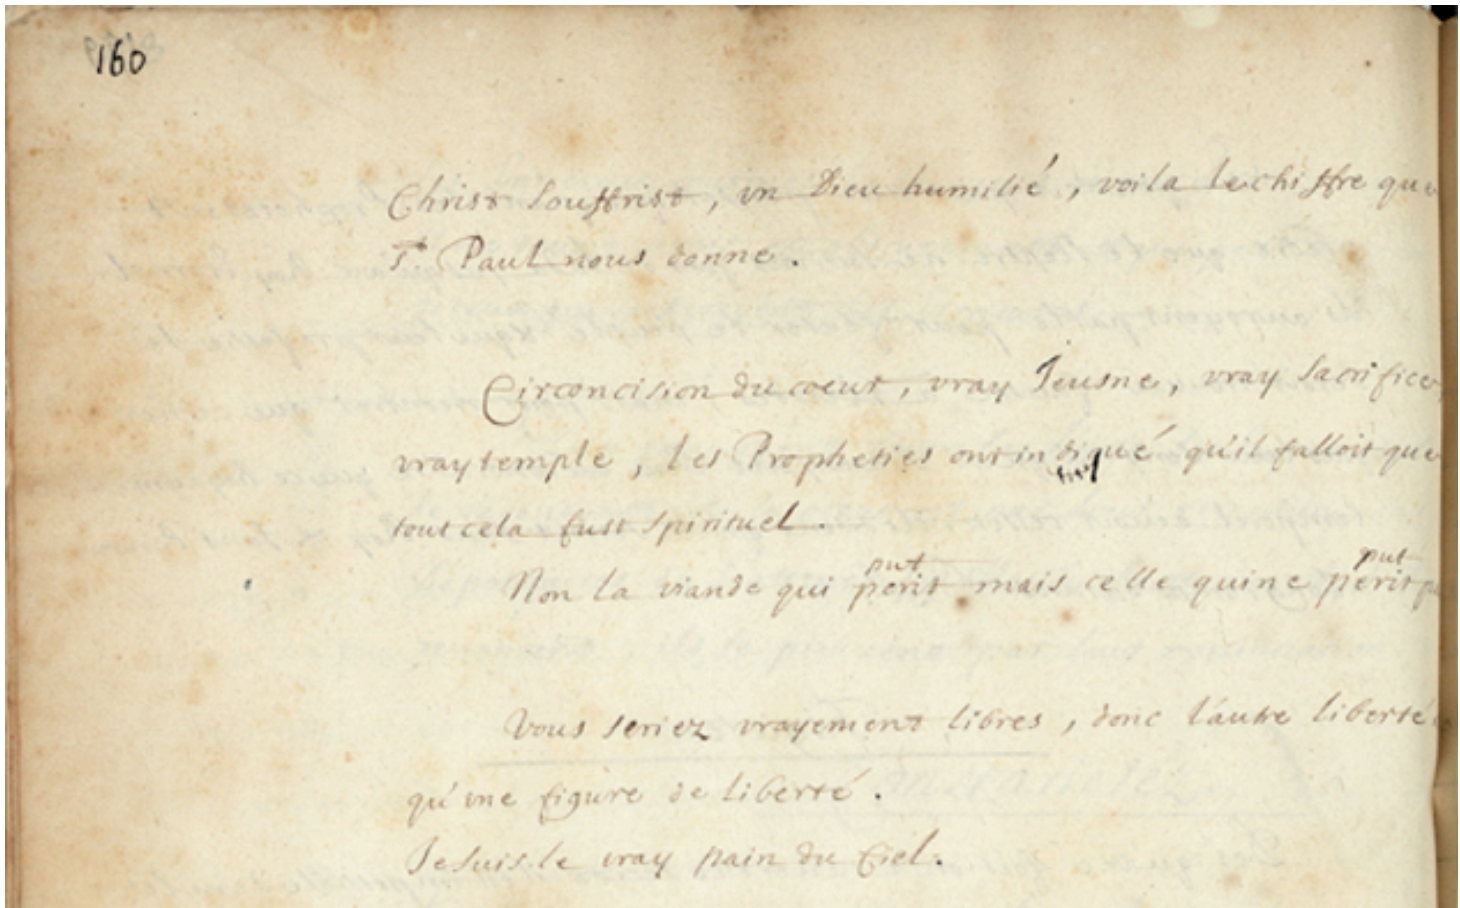 160
Christ souffrist, vn Dieu humilié, voila le chiffre que
St Paul nous donne.
Circoncision du coeur, vray Jeusne, vray sacrifice,
vray temple, les Propheties ont indiqué qu'il falloit que
tout cela fust spirituel.
put put
Non la viande qui perit mais celle qui ne perit
Vous seriez vrayement libres, donc l'autre liberté
qu'vne figure de liberté.
Je suis le vray pain du Ciel.